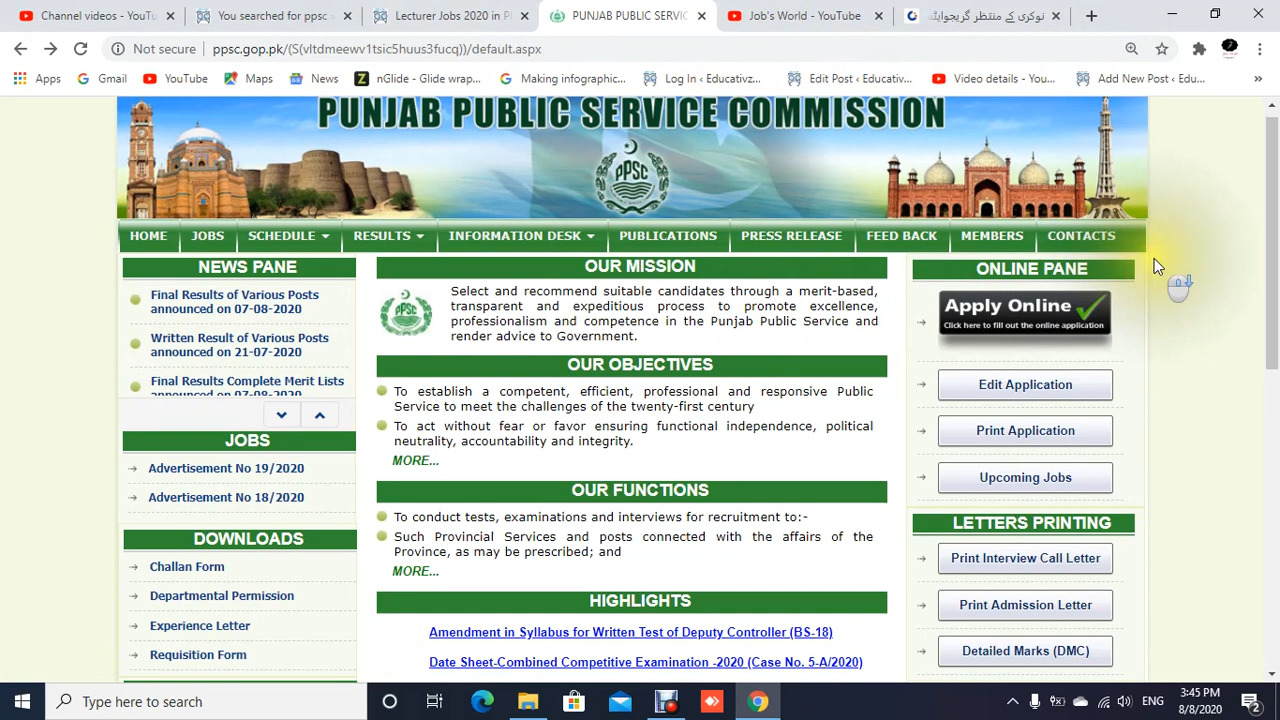 Channel videos - YouT
You searched for ppsc
Lecturer Jobs 2020 in P
PUNJAB PUBLIC SERVIC
Job's World - YouTube
نوکری کے منتظر گریجوایٹ
Not secure
ppsc.gop.pk/(S(vltdmeewv1tsic5huus3fucq))/default.aspx
Apps
Gmail
YouTube
Maps
News
nGlide - Glide wrap...
Making infographic...
Log In ‹ Educativz...
Edit Post ‹ Educativ...
Video details - You...
Add New Post ‹ Edu...
PUNJAB PUBLIC SERVICE COMMISSION
PPSC
HOME
JOBS
SCHEDULE
RESULTS
INFORMATION DESK
PUBLICATIONS
PRESS RELEASE
FEED BACK
MEMBERS
CONTACTS
NEWS PANE
Final Results of Various Posts
announced on 07-08-2020
Written Result of Various Posts
announced on 21-07-2020
Final Results Complete Merit Lists
announced on 07-08-2020
JOBS
Advertisement No 19/2020
Advertisement No 18/2020
DOWNLOADS
Challan Form
Departmental Permission
Experience Letter
Requisition Form
OUR MISSION
Select and recommend suitable candidates through a merit-based,
transparent and expeditious process to promote excellence,
professionalism and competence in the Punjab Public Service and
render advice to Government.
OUR OBJECTIVES
To establish a competent, efficient, professional and responsive Public
Service to meet the challenges of the twenty-first century
To act without fear or favor ensuring functional independence, political
neutrality, accountability and integrity.
MORE...
OUR FUNCTIONS
To conduct tests, examinations and interviews for recruitment to:-
Such Provincial Services and posts connected with the affairs of the
Province, as may be prescribed; and
MORE...
HIGHLIGHTS
Amendment in Syllabus for Written Test of Deputy Controller (BS-18)
Date Sheet-Combined Competitive Examination -2020 (Case No. 5-A/2020)
ONLINE PANE
Apply Online
Click here to fill out the online application
Edit Application
Print Application
Upcoming Jobs
LETTERS PRINTING
Print Interview Call Letter
Print Admission Letter
Detailed Marks (DMC)
Type here to search
ENG
3:45 PM
8/8/2020
2